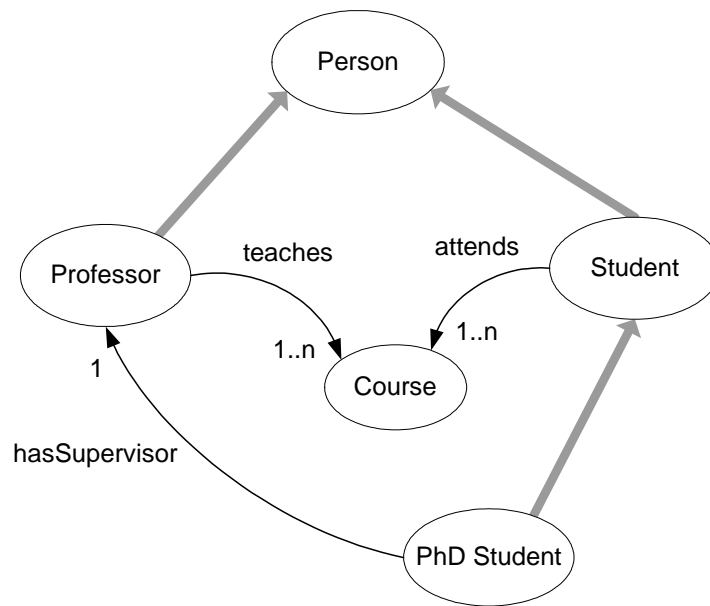 Person
teaches
attends
Professor
Student
1..n
1..n
1
Course
hasSupervisor
PhD Student